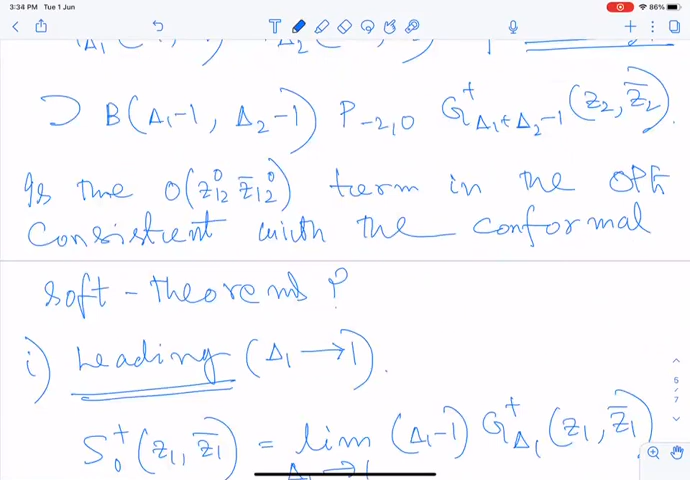 3:34 PM Tue 1 Jun 86%
⊃ B(Δ₁-1, Δ₂-1) P₋₂,₀ G⁺_{Δ₁+Δ₂-1} (z₂, z̄₂).
Is the O(z₁₂⁰ z̄₁₂⁰) term in the OPE
consistent with the conformal
soft-theorems?
i) Leading (Δ₁ → 1).
S₀⁺(z₁, z̄₁) = lim (Δ₁-1) G⁺_{Δ₁} (z₁, z̄₁)
Δ₁ → 1
5/7